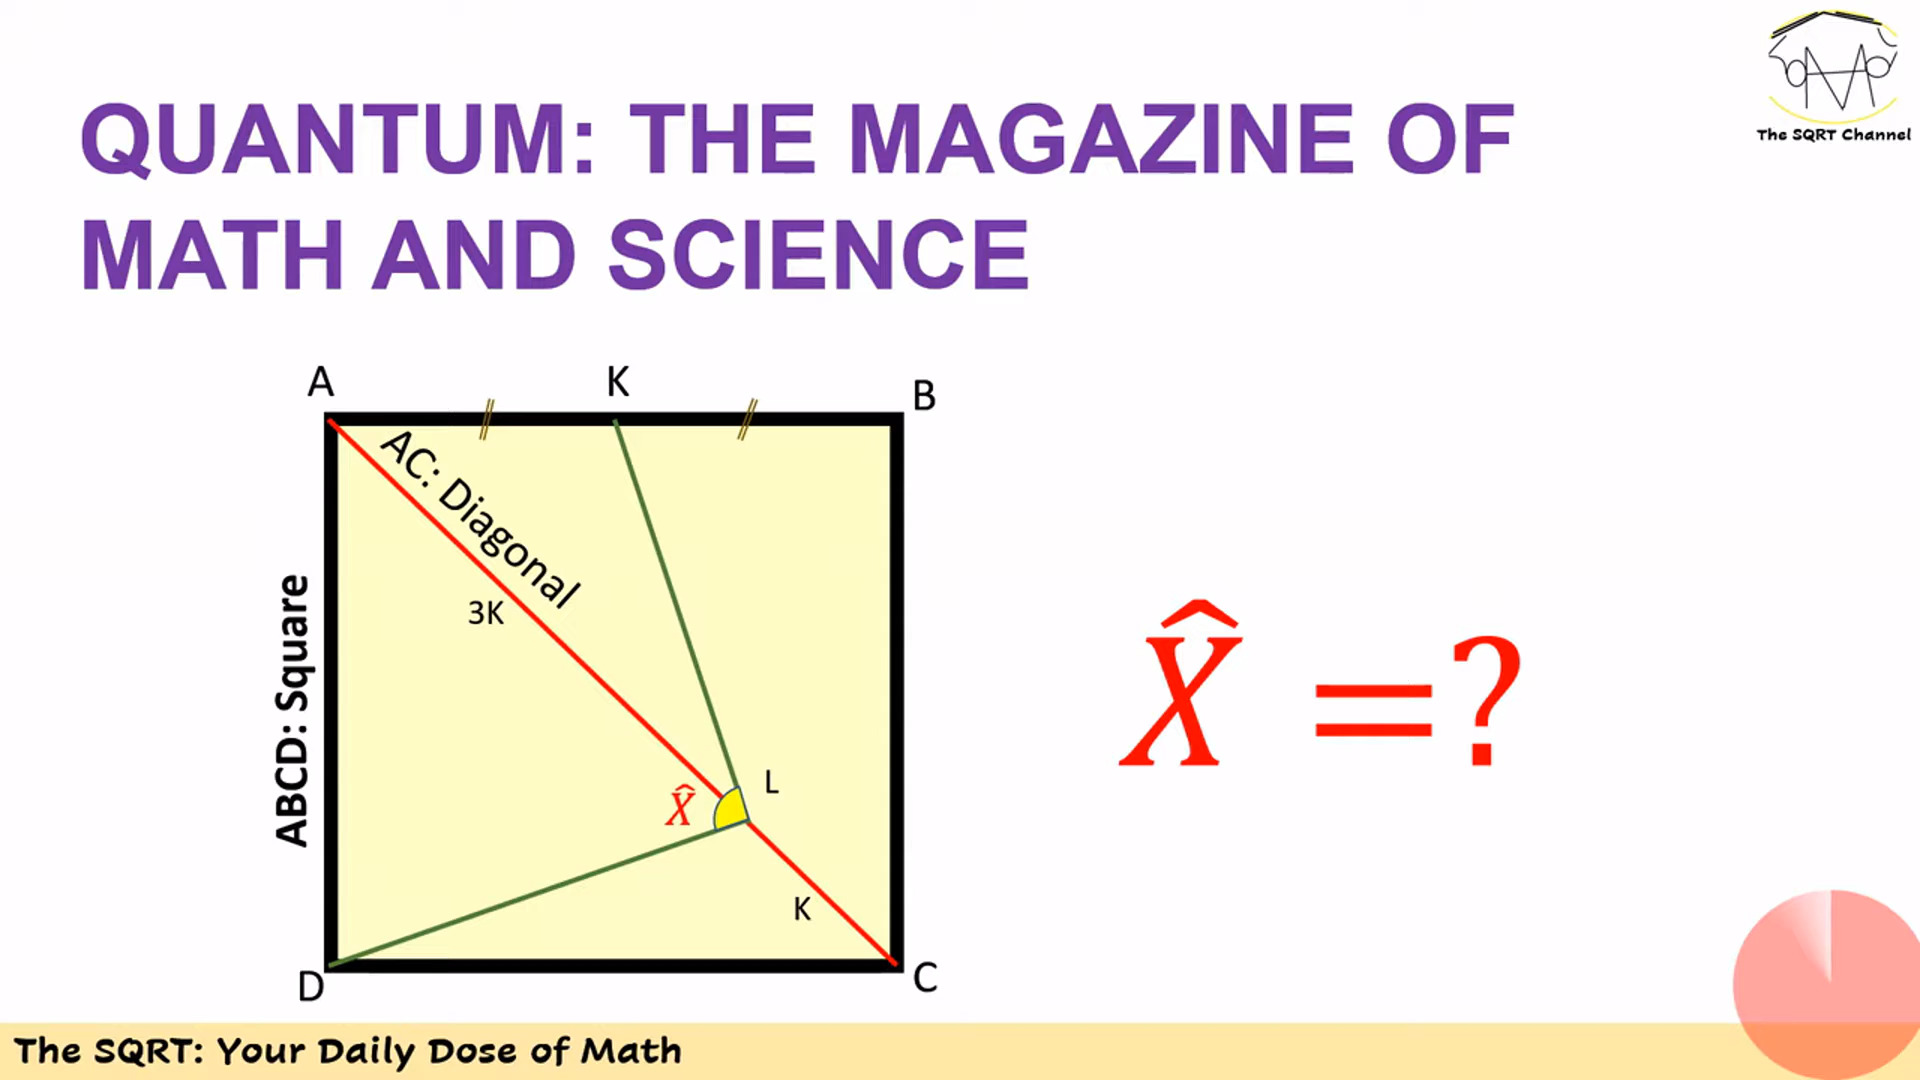 The SQRT Channel
QUANTUM: THE MAGAZINE OF
MATH AND SCIENCE
A
K
B
AC: Diagonal
3K
ABCD: Square
L
X̂
K
D
C
X̂ =?
The SQRT: Your Daily Dose of Math